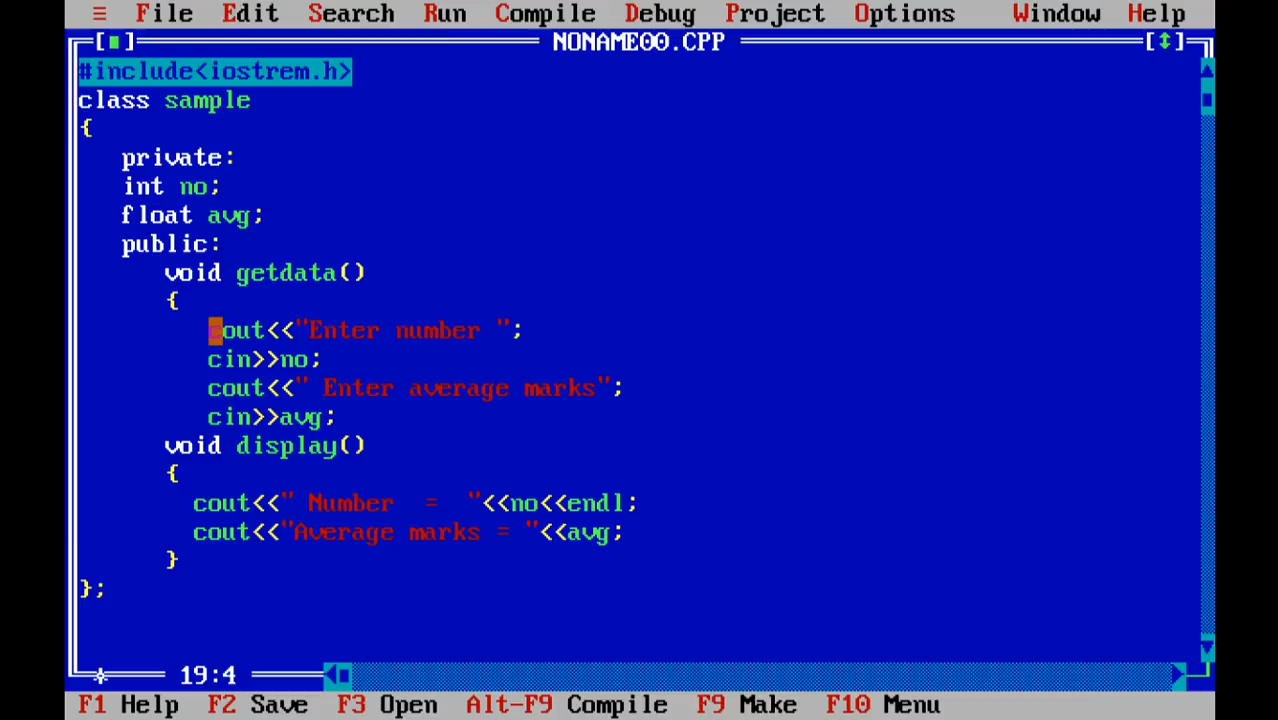 ≡ File Edit Search Run Compile Debug Project Options Window Help
[■] NONAME00.CPP [↕]
#include<iostrem.h>
class sample
{
   private:
   int no;
   float avg;
   public:
      void getdata()
      {
         cout<<"Enter number ";
         cin>>no;
         cout<<" Enter average marks";
         cin>>avg;
      void display()
      {
        cout<<" Number  =  "<<no<<endl;
        cout<<"Average marks = "<<avg;
      }
};
19:4
F1 Help F2 Save F3 Open Alt-F9 Compile F9 Make F10 Menu